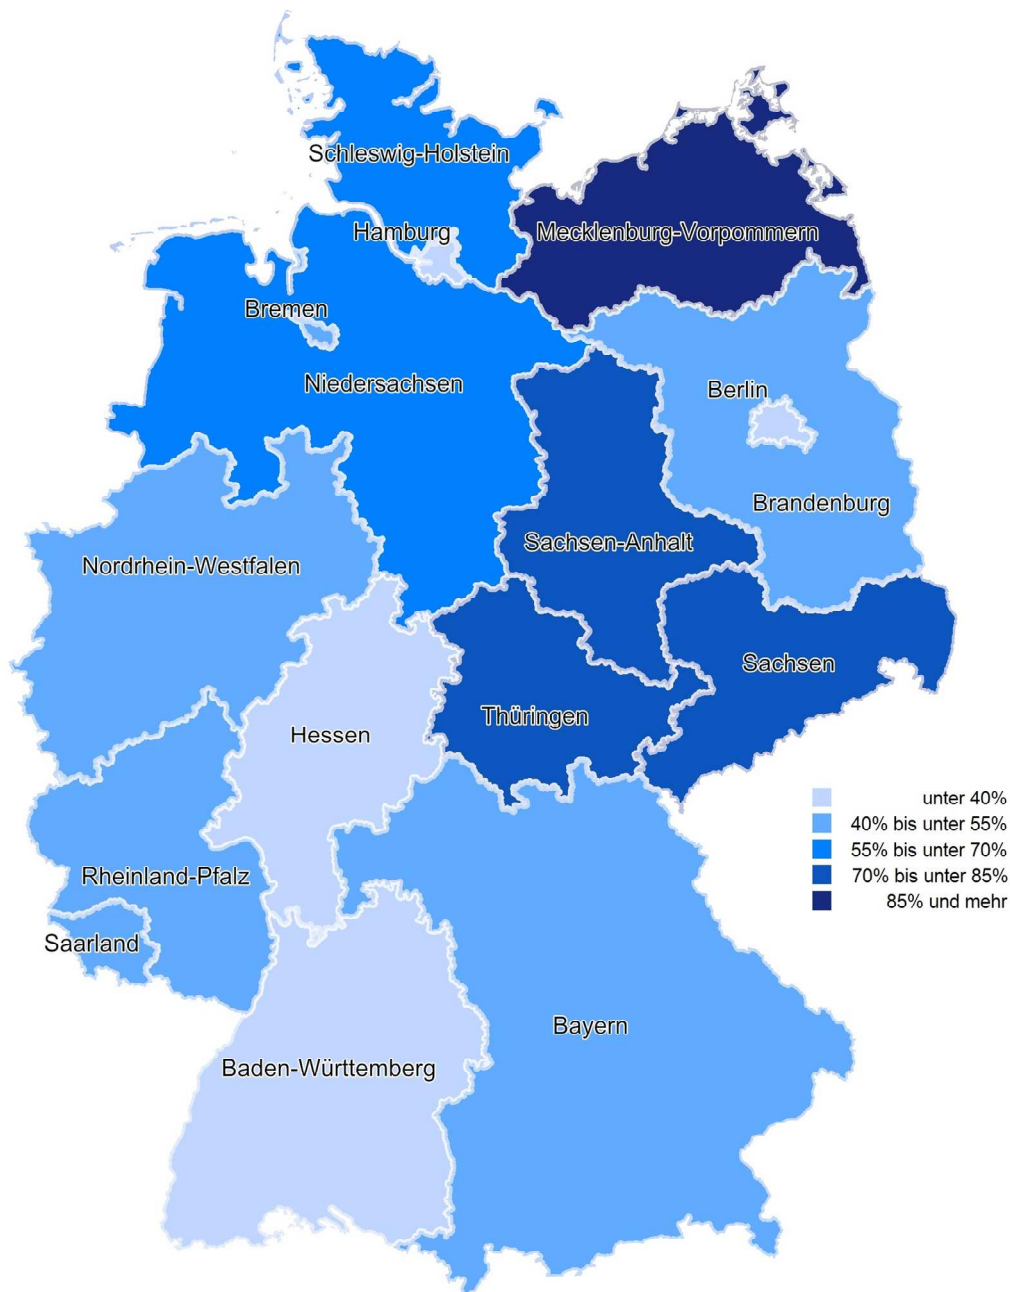 Schleswig-Holstein
Hamburg
Mecklenburg-Vorpommern
Bremen
Niedersachsen
Berlin
Brandenburg
Sachsen-Anhalt
Nordrhein-Westfalen
Sachsen
Thüringen
Hessen
unter 40%
40% bis unter 55%
55% bis unter 70%
70% bis unter 85%
85% und mehr
Rheinland-Pfalz
Saarland
Bayern
Baden-Württemberg